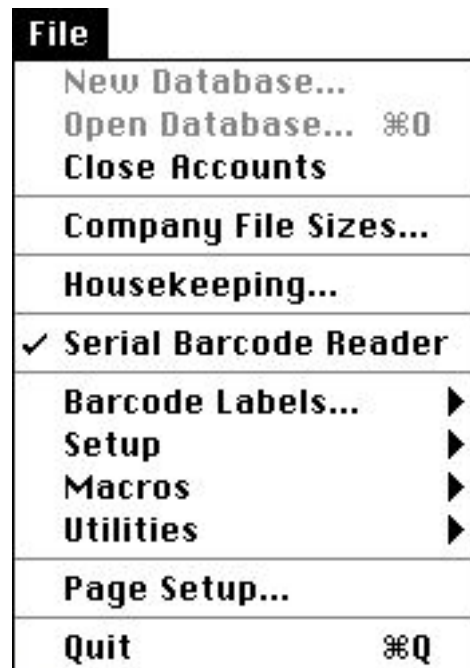 File
New Database...
Open Database... ⌘O
Close Accounts
Company File Sizes...
Housekeeping...
✓ Serial Barcode Reader
Barcode Labels... ▶
Setup ▶
Macros ▶
Utilities ▶
Page Setup...
Quit ⌘Q